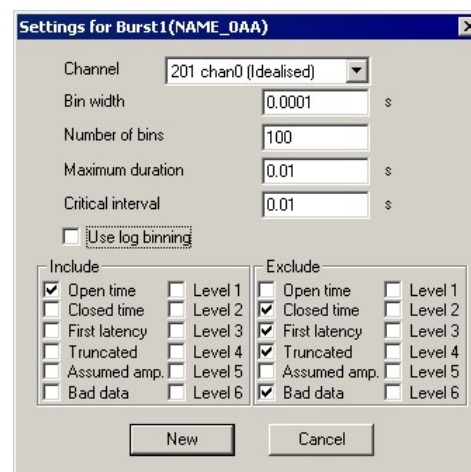 Settings for Burst1(NAME_0AA)
Channel 201 chan0 (Idealised)
Bin width 0.0001 s
Number of bins 100
Maximum duration 0.01 s
Critical interval 0.01 s
Use log binning
Include Exclude
Open time Level 1 Open time Level 1
Closed time Level 2 Closed time Level 2
First latency Level 3 First latency Level 3
Truncated Level 4 Truncated Level 4
Assumed amp. Level 5 Assumed amp. Level 5
Bad data Level 6 Bad data Level 6
New Cancel